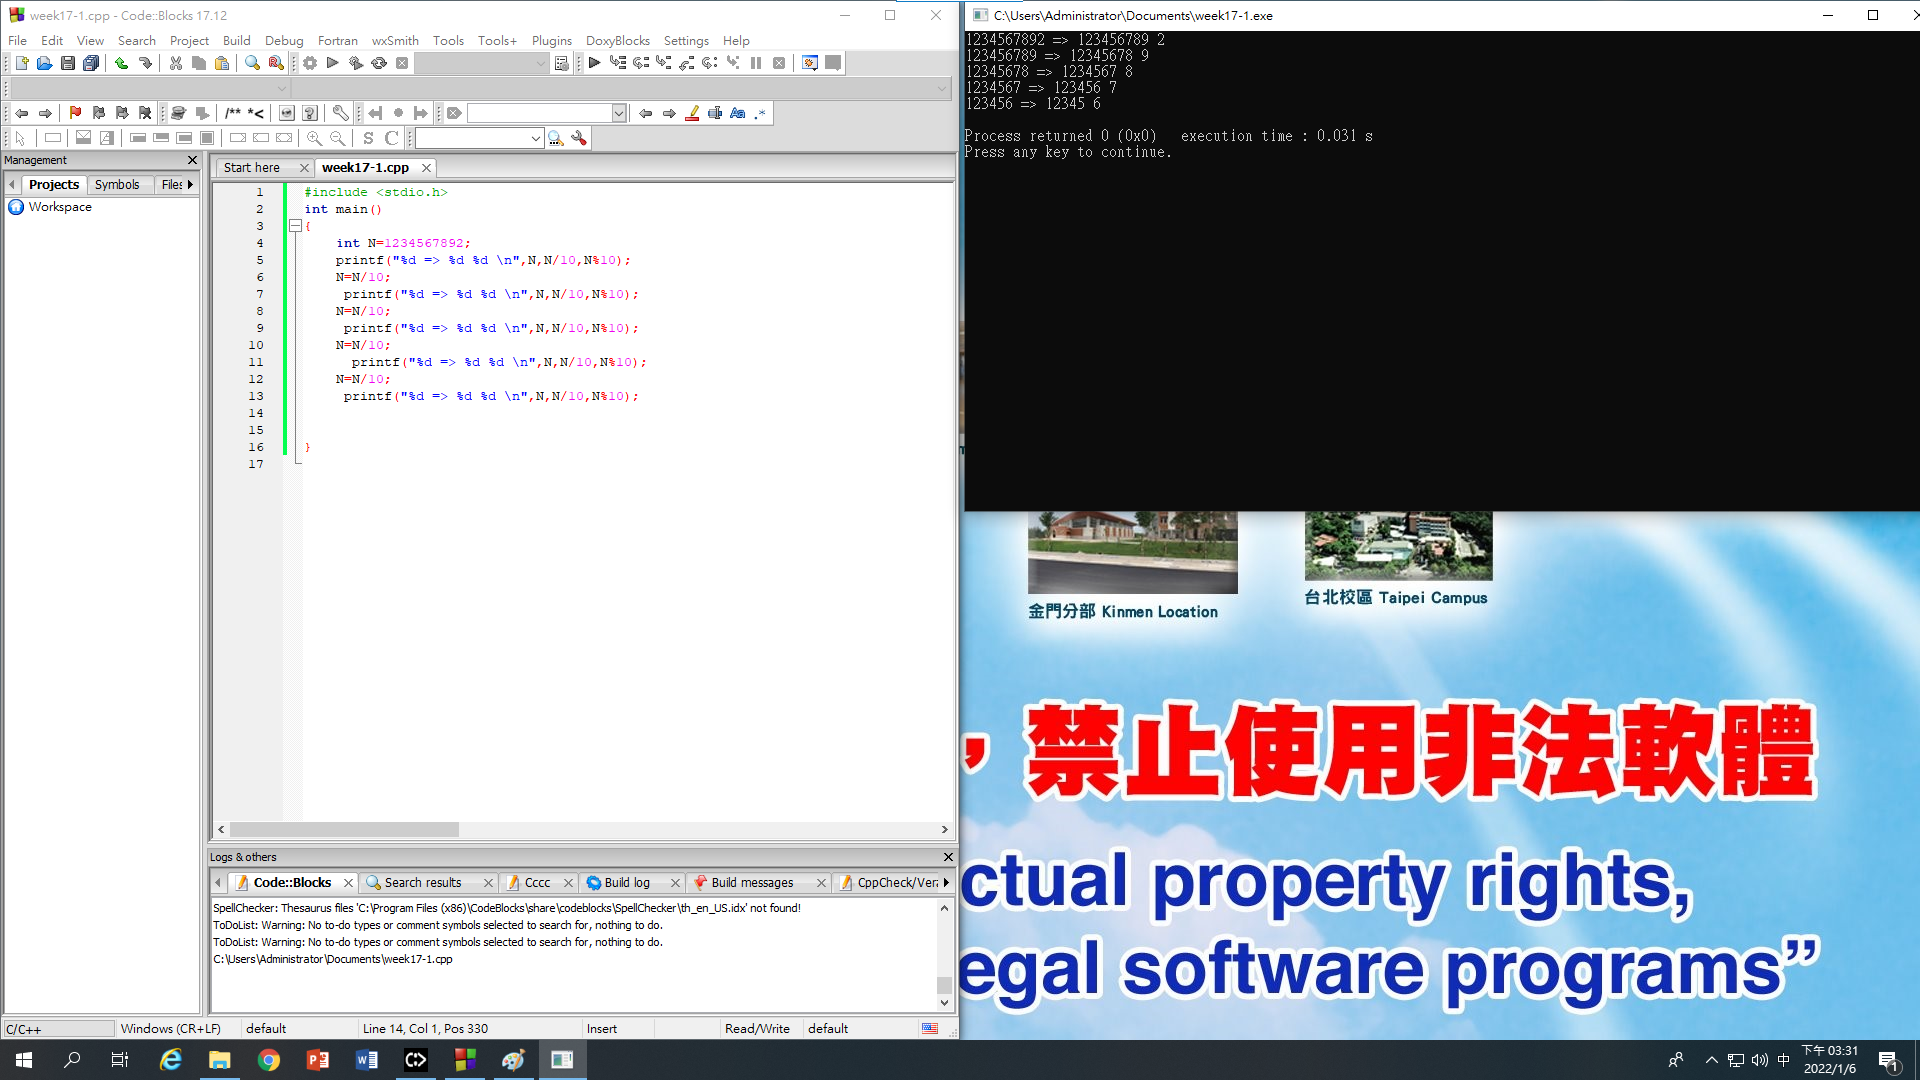 week17-1.cpp - Code::Blocks 17.12
File Edit View Search Project Build Debug Fortran wxSmith Tools Tools+ Plugins DoxyBlocks Settings Help
/** *<
S C
Management
Projects Symbols Files
Workspace
Start here week17-1.cpp
1 #include <stdio.h>
2 int main()
3 {
4 int N=1234567892;
5 printf("%d => %d %d \n",N,N/10,N%10);
6 N=N/10;
7 printf("%d => %d %d \n",N,N/10,N%10);
8 N=N/10;
9 printf("%d => %d %d \n",N,N/10,N%10);
10 N=N/10;
11 printf("%d => %d %d \n",N,N/10,N%10);
12 N=N/10;
13 printf("%d => %d %d \n",N,N/10,N%10);
14
15
16 }
17
Logs & others
Code::Blocks Search results Cccc Build log Build messages CppCheck/Vera
SpellChecker: Thesaurus files 'C:\Program Files (x86)\CodeBlocks\share\codeblocks\SpellChecker\th_en_US.idx' not found!
ToDoList: Warning: No to-do types or comment symbols selected to search for, nothing to do.
ToDoList: Warning: No to-do types or comment symbols selected to search for, nothing to do.
C:\Users\Administrator\Documents\week17-1.cpp
C/C++ Windows (CR+LF) default Line 14, Col 1, Pos 330 Insert Read/Write default
C:\Users\Administrator\Documents\week17-1.exe
1234567892 => 123456789 2
123456789 => 12345678 9
12345678 => 1234567 8
1234567 => 123456 7
123456 => 12345 6
Process returned 0 (0x0)   execution time : 0.031 s
Press any key to continue.
金門分部 Kinmen Location
台北校區 Taipei Campus
，禁止使用非法軟體
ctual property rights,
egal software programs”
中
下午 03:31
2022/1/6
1